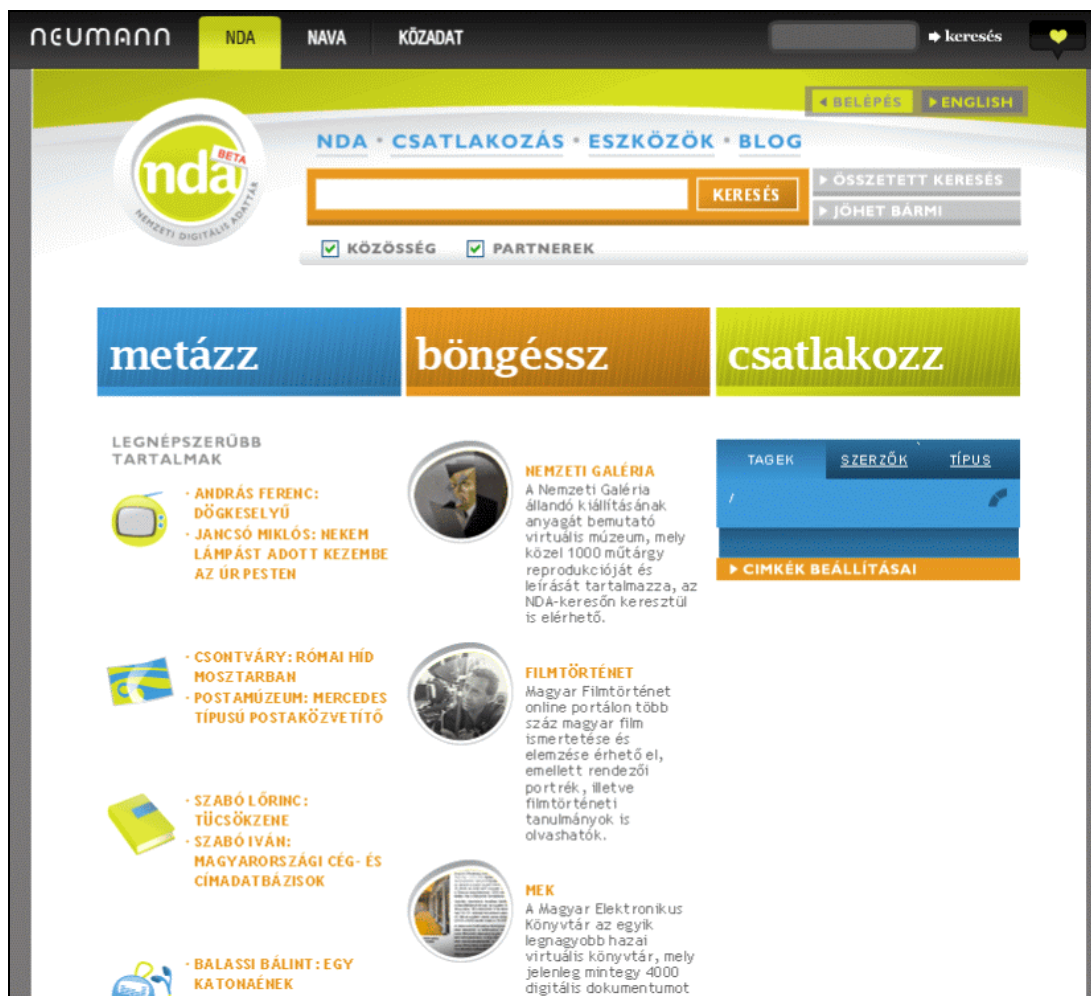 neumann NDA NAVA KÖZADAT keresés
BELÉPÉS ENGLISH
NDA • CSATLAKOZÁS • ESZKÖZÖK • BLOG
nda BETA
NEMZETI DIGITÁLIS ADATTÁR
KERESÉS
ÖSSZETETT KERESÉS
JÖHET BÁRMI
KÖZÖSSÉG PARTNEREK
metázz böngéssz csatlakozz
LEGNÉPSZERŰBB
TARTALMAK
· ANDRÁS FERENC:
DÖGKESELYŰ
· JANCSÓ MIKLÓS: NEKEM
LÁMPÁST ADOTT KEZEMBE
AZ ÚR PESTEN
· CSONTVÁRY: RÓMAI HÍD
MOSZTARBAN
· POSTAMÚZEUM: MERCEDES
TÍPUSÚ POSTAKÖZVETÍTŐ
· SZABÓ LŐRINC:
TÜCSÖKZENE
· SZABÓ IVÁN:
MAGYARORSZÁGI CÉG- ÉS
CÍMADATBÁZISOK
· BALASSI BÁLINT: EGY
KATONAÉNEK
NEMZETI GALÉRIA
A Nemzeti Galéria
állandó kiállításának
anyagát bemutató
virtuális múzeum, mely
közel 1000 műtárgy
reprodukcióját és
leírását tartalmazza, az
NDA-keresőn keresztül
is elérhető.
FILMTÖRTÉNET
Magyar Filmtörténet
online portálon több
száz magyar film
ismertetése és
elemzése érhető el,
emellett rendezői
portrék, illetve
filmtörténeti
tanulmányok is
olvashatók.
MEK
A Magyar Elektronikus
Könyvtár az egyik
legnagyobb hazai
virtuális könyvtár, mely
jelenleg mintegy 4000
digitális dokumentumot
TAGEK SZERZŐK TÍPUS
/
CIMKÉK BEÁLLÍTÁSAI